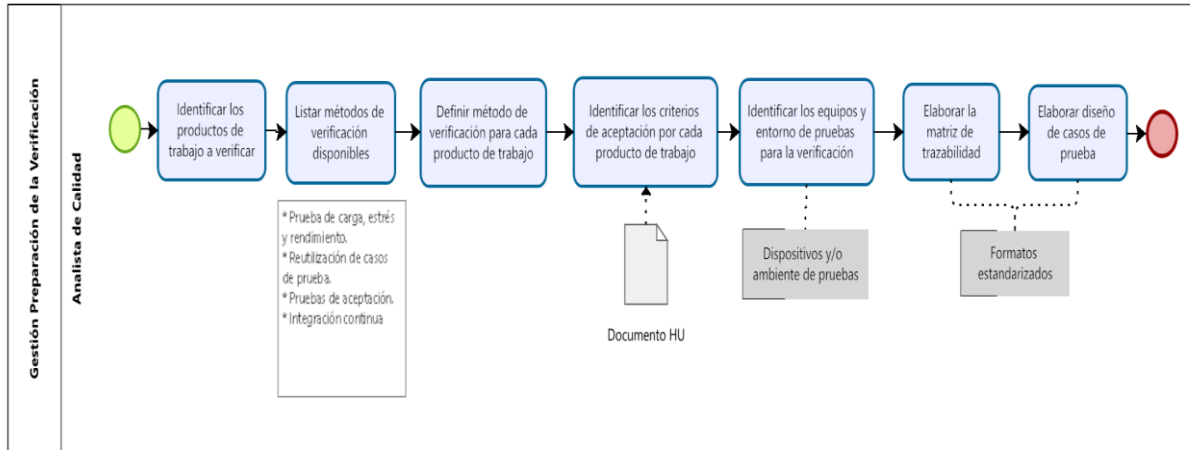 Gestión Preparación de la Verificación
Analista de Calidad
Identificar los
productos de
trabajo a verificar
Listar métodos de
verificación
disponibles
Definir método de
verificación para cada
producto de trabajo
Identificar los criterios
de aceptación por cada
producto de trabajo
Identificar los equipos y
entorno de pruebas
para la verificación
Elaborar la
matriz de
trazabilidad
Elaborar diseño
de casos de
prueba
* Prueba de carga, estrés
y rendimiento.
* Reutilización de casos
de prueba.
* Pruebas de aceptación.
* Integración continua
Documento HU
Dispositivos y/o
ambiente de pruebas
Formatos
estandarizados